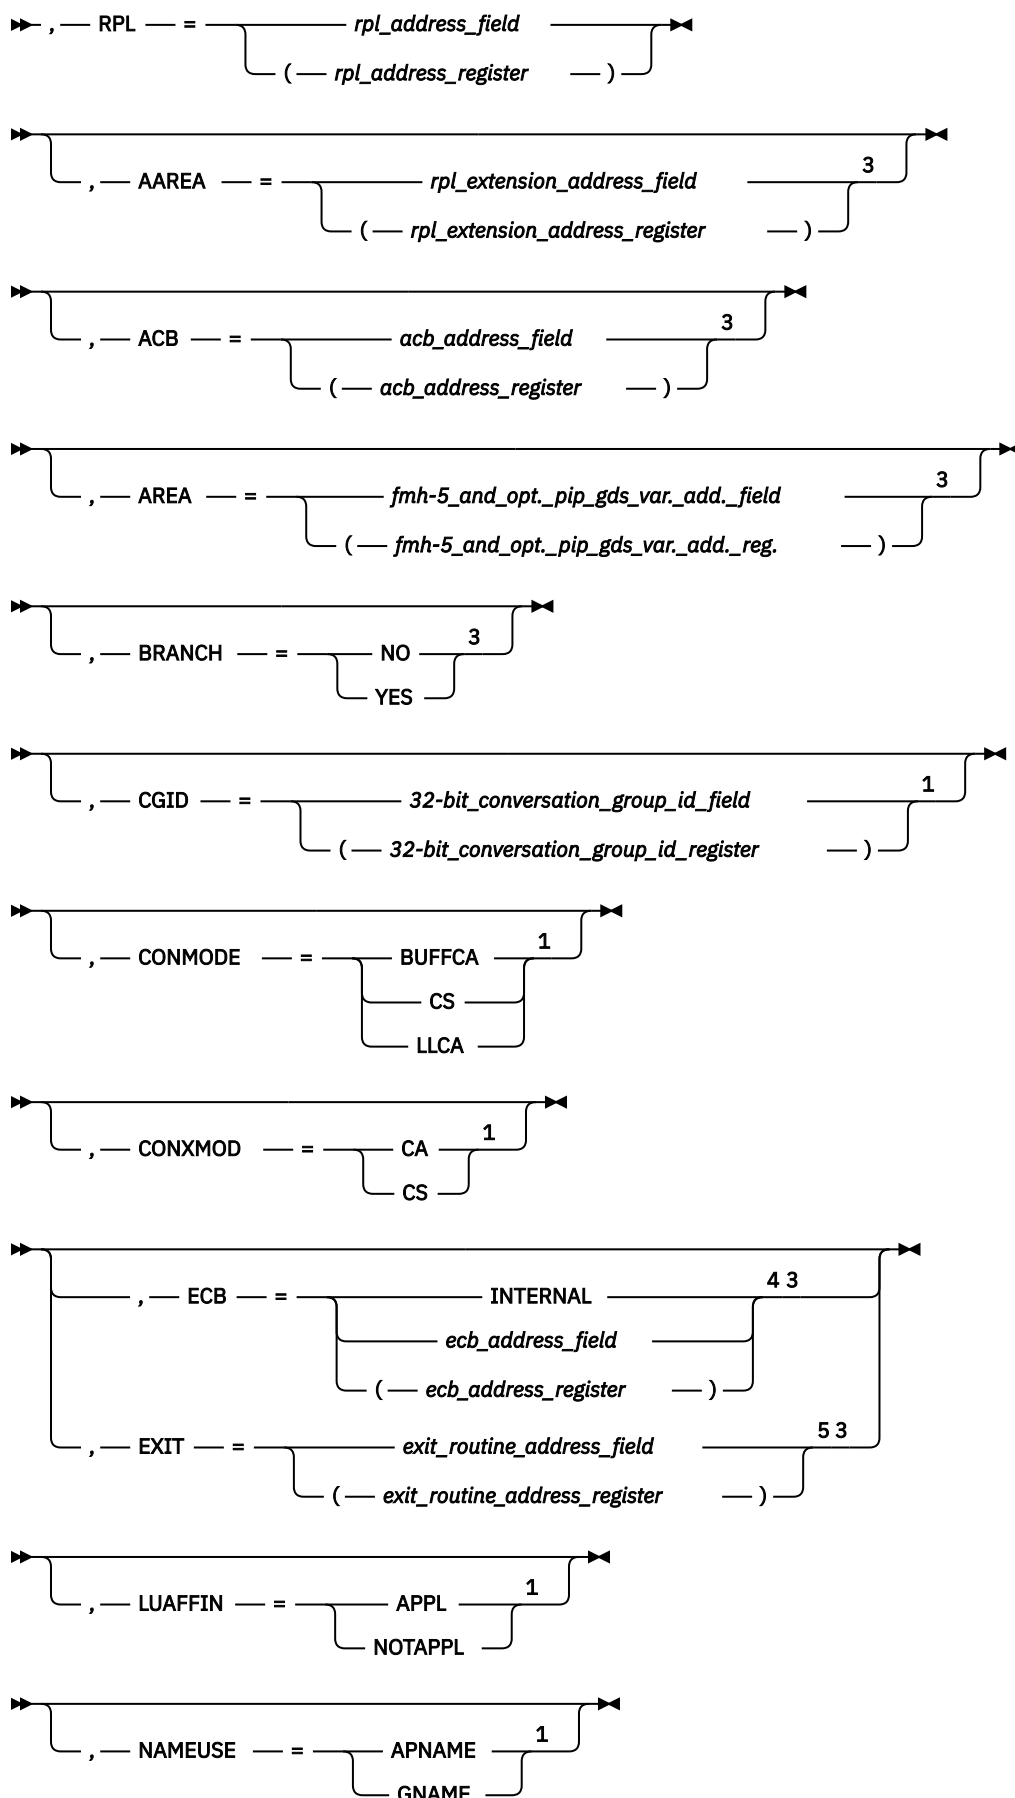 , RPL = rpl_address_field
( rpl_address_register )
, AAREA = rpl_extension_address_field 3
( rpl_extension_address_register )
, ACB = acb_address_field 3
( acb_address_register )
, AREA = fmh-5_and_opt._pip_gds_var._add._field 3
( fmh-5_and_opt._pip_gds_var._add._reg. )
, BRANCH = NO 3
YES
, CGID = 32-bit_conversation_group_id_field 1
( 32-bit_conversation_group_id_register )
, CONMODE = BUFFCA 1
CS
LLCA
, CONXMOD = CA 1
CS
, ECB = INTERNAL 4 3
ecb_address_field
( ecb_address_register )
, EXIT = exit_routine_address_field 5 3
( exit_routine_address_register )
, LUAFFIN = APPL 1
NOTAPPL
, NAMEUSE = APNAME 1
GNAME